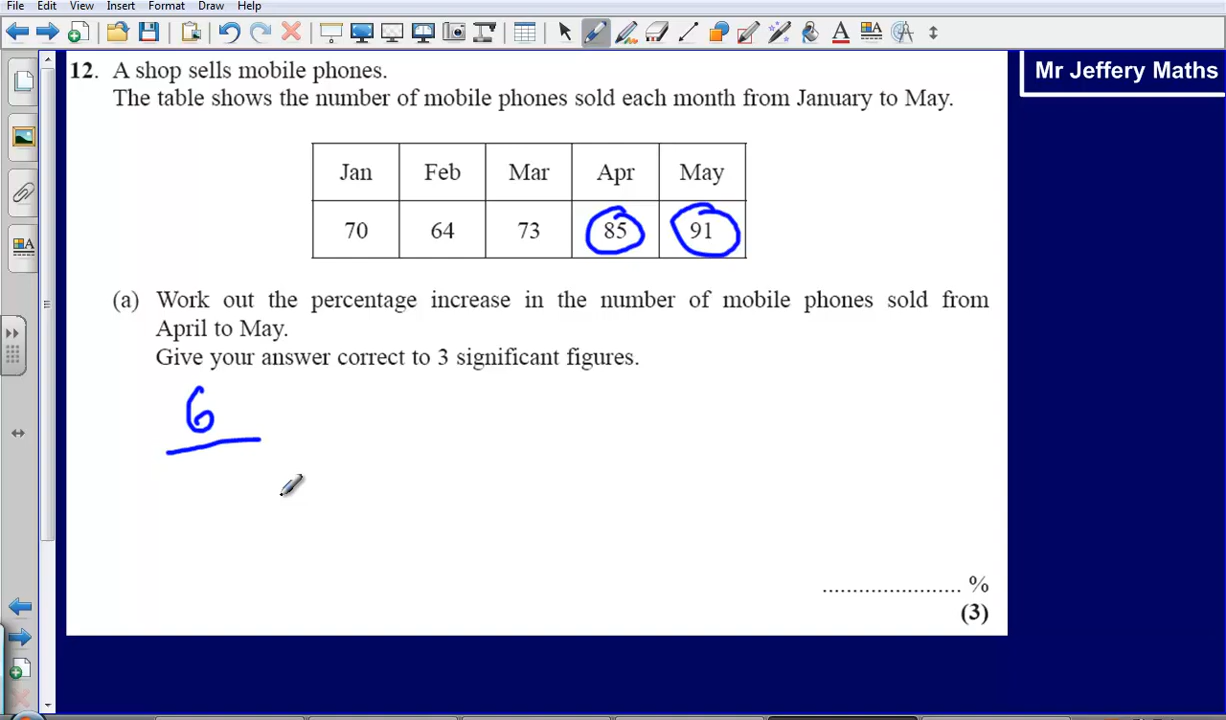 File Edit View Insert Format Draw Help
Mr Jeffery Maths
12. A shop sells mobile phones.
The table shows the number of mobile phones sold each month from January to May.
Jan Feb Mar Apr May
70 64 73 85 91
(a) Work out the percentage increase in the number of mobile phones sold from
April to May.
Give your answer correct to 3 significant figures.
6
....................... %
(3)